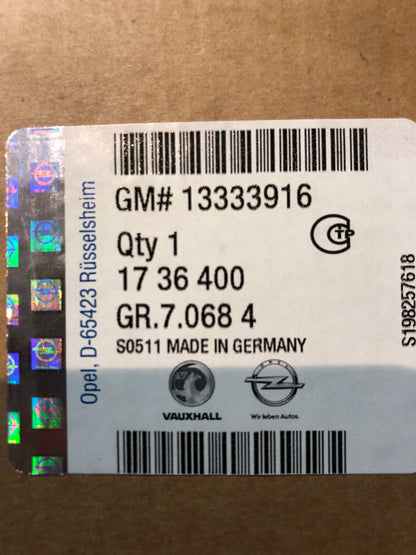 GM# 13333916
Qty 1
17 36 400
GR.7.068 4
S0511 MADE IN GERMANY
VAUXHALL
OPEL
Wir leben Autos.
Opel, D-65423 Rüsselsheim
S198257618